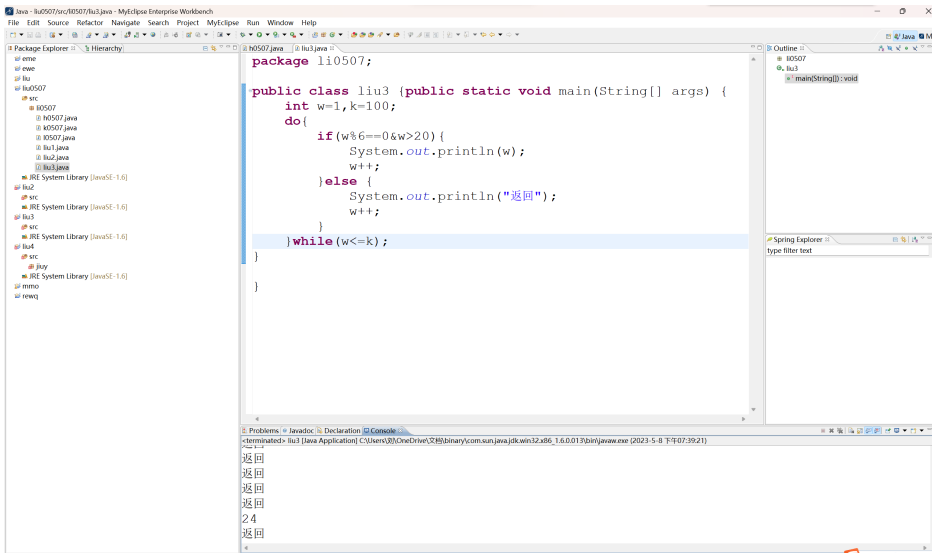 Java - liu0507/src/li0507/liu3.java - MyEclipse Enterprise Workbench
File Edit Source Refactor Navigate Search Project MyEclipse Run Window Help
Java
Package Explorer Hierarchy
h0507.java liu3.java
Outline
eme
ewe
liu
liu0507
src
li0507
h0507.java
k0507.java
l0507.java
liu1.java
liu2.java
liu3.java
JRE System Library [JavaSE-1.6]
liu2
src
JRE System Library [JavaSE-1.6]
liu3
src
JRE System Library [JavaSE-1.6]
liu4
src
jiuy
JRE System Library [JavaSE-1.6]
mmo
rewq
package li0507;
public class liu3 {public static void main(String[] args) {
int w=1,k=100;
do{
if(w%6==0&w>20){
System.out.println(w);
w++;
}else {
System.out.println("返回");
w++;
}
}while(w<=k);
}
}
li0507
liu3
main(String[]) : void
Spring Explorer
type filter text
Problems Javadoc Declaration Console
<terminated> liu3 [Java Application] C:\Users\刘\OneDrive\文档\binary\com.sun.java.jdk.win32.x86_1.6.0.013\bin\javaw.exe (2023-5-8 下午07:39:21)
返回
返回
返回
返回
24
返回